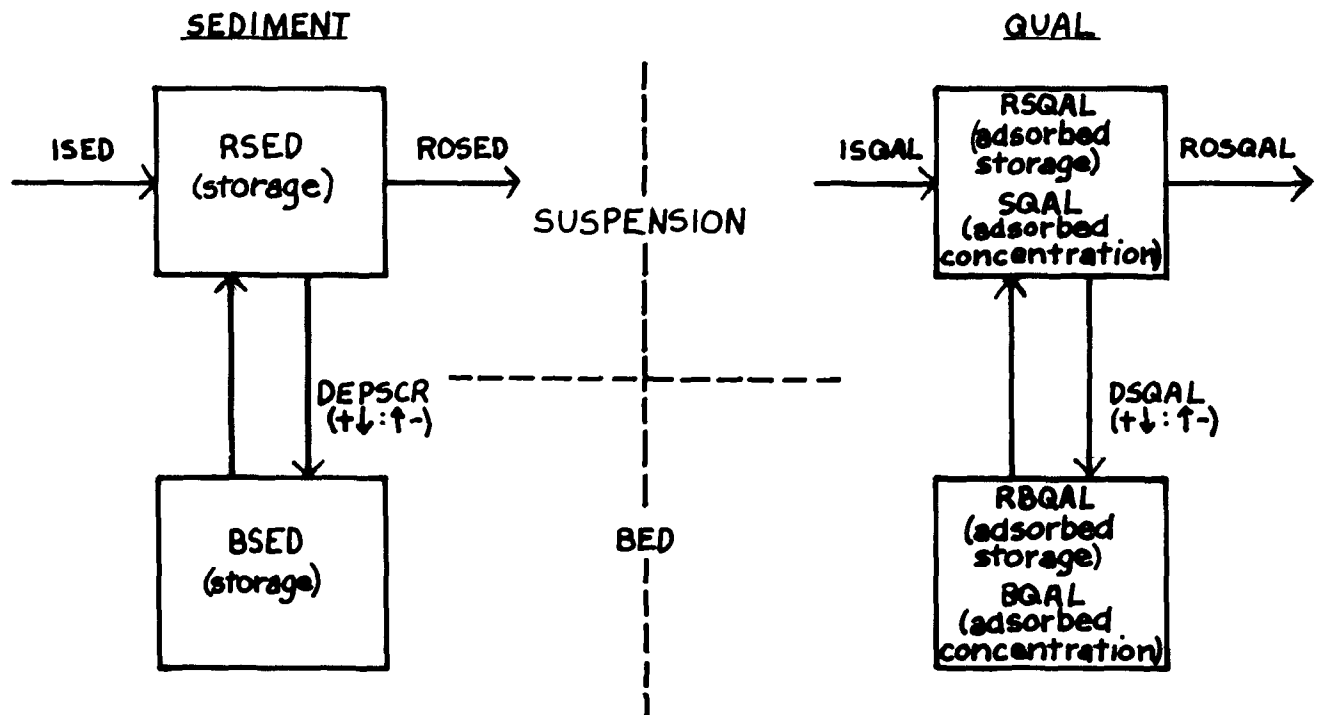 SEDIMENT
ISED
RSED
(storage)
ROSED
DEPSCR
(+↓:↑-)
BSED
(storage)
SUSPENSION
BED
QUAL
ISQAL
RSQAL
(adsorbed
storage)
SQAL
(adsorbed
concentration)
ROSQAL
DSQAL
(+↓:↑-)
RBQAL
(adsorbed
storage)
BQAL
(adsorbed
concentration)